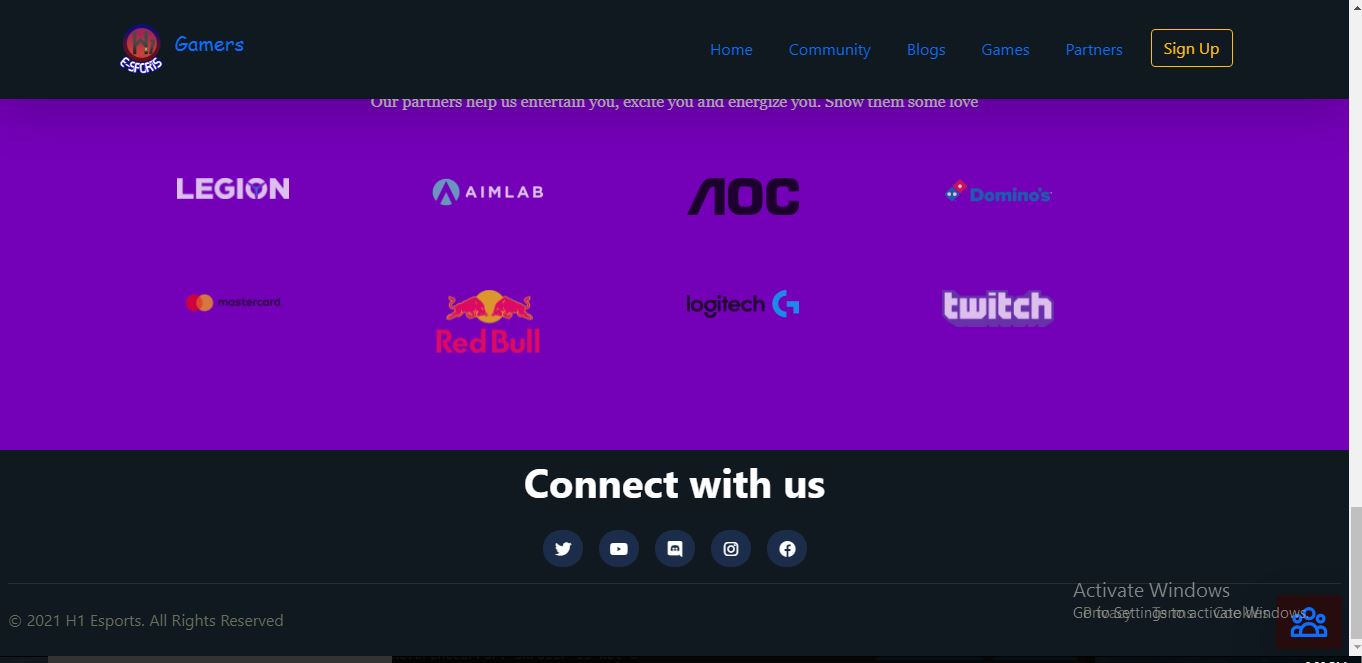 Gamers
Home Community Blogs Games Partners Sign Up
H1
E-SPORTS
Our partners help us entertain you, excite you and energize you. Show them some love
LEGION AIMLAB AOC Domino's
mastercard Red Bull logitech G twitch
Connect with us
Activate Windows
Go to Settings to activate Windows.
Privacy Terms Cookies
© 2021 H1 Esports. All Rights Reserved